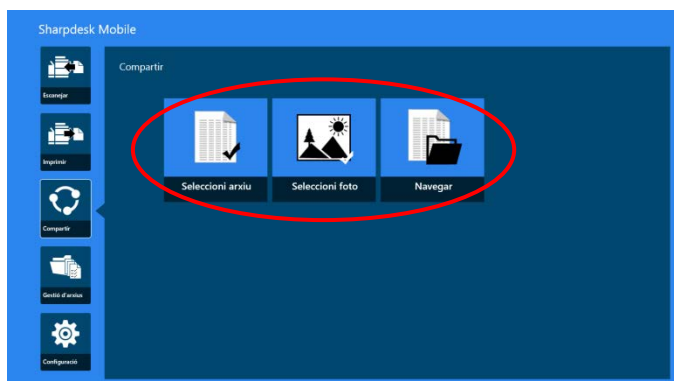 Sharpdesk Mobile
Escanejar
Imprimir
Compartir
Gestió d'arxius
Configuració
Compartir
Seleccioni arxiu
Seleccioni foto
Navegar